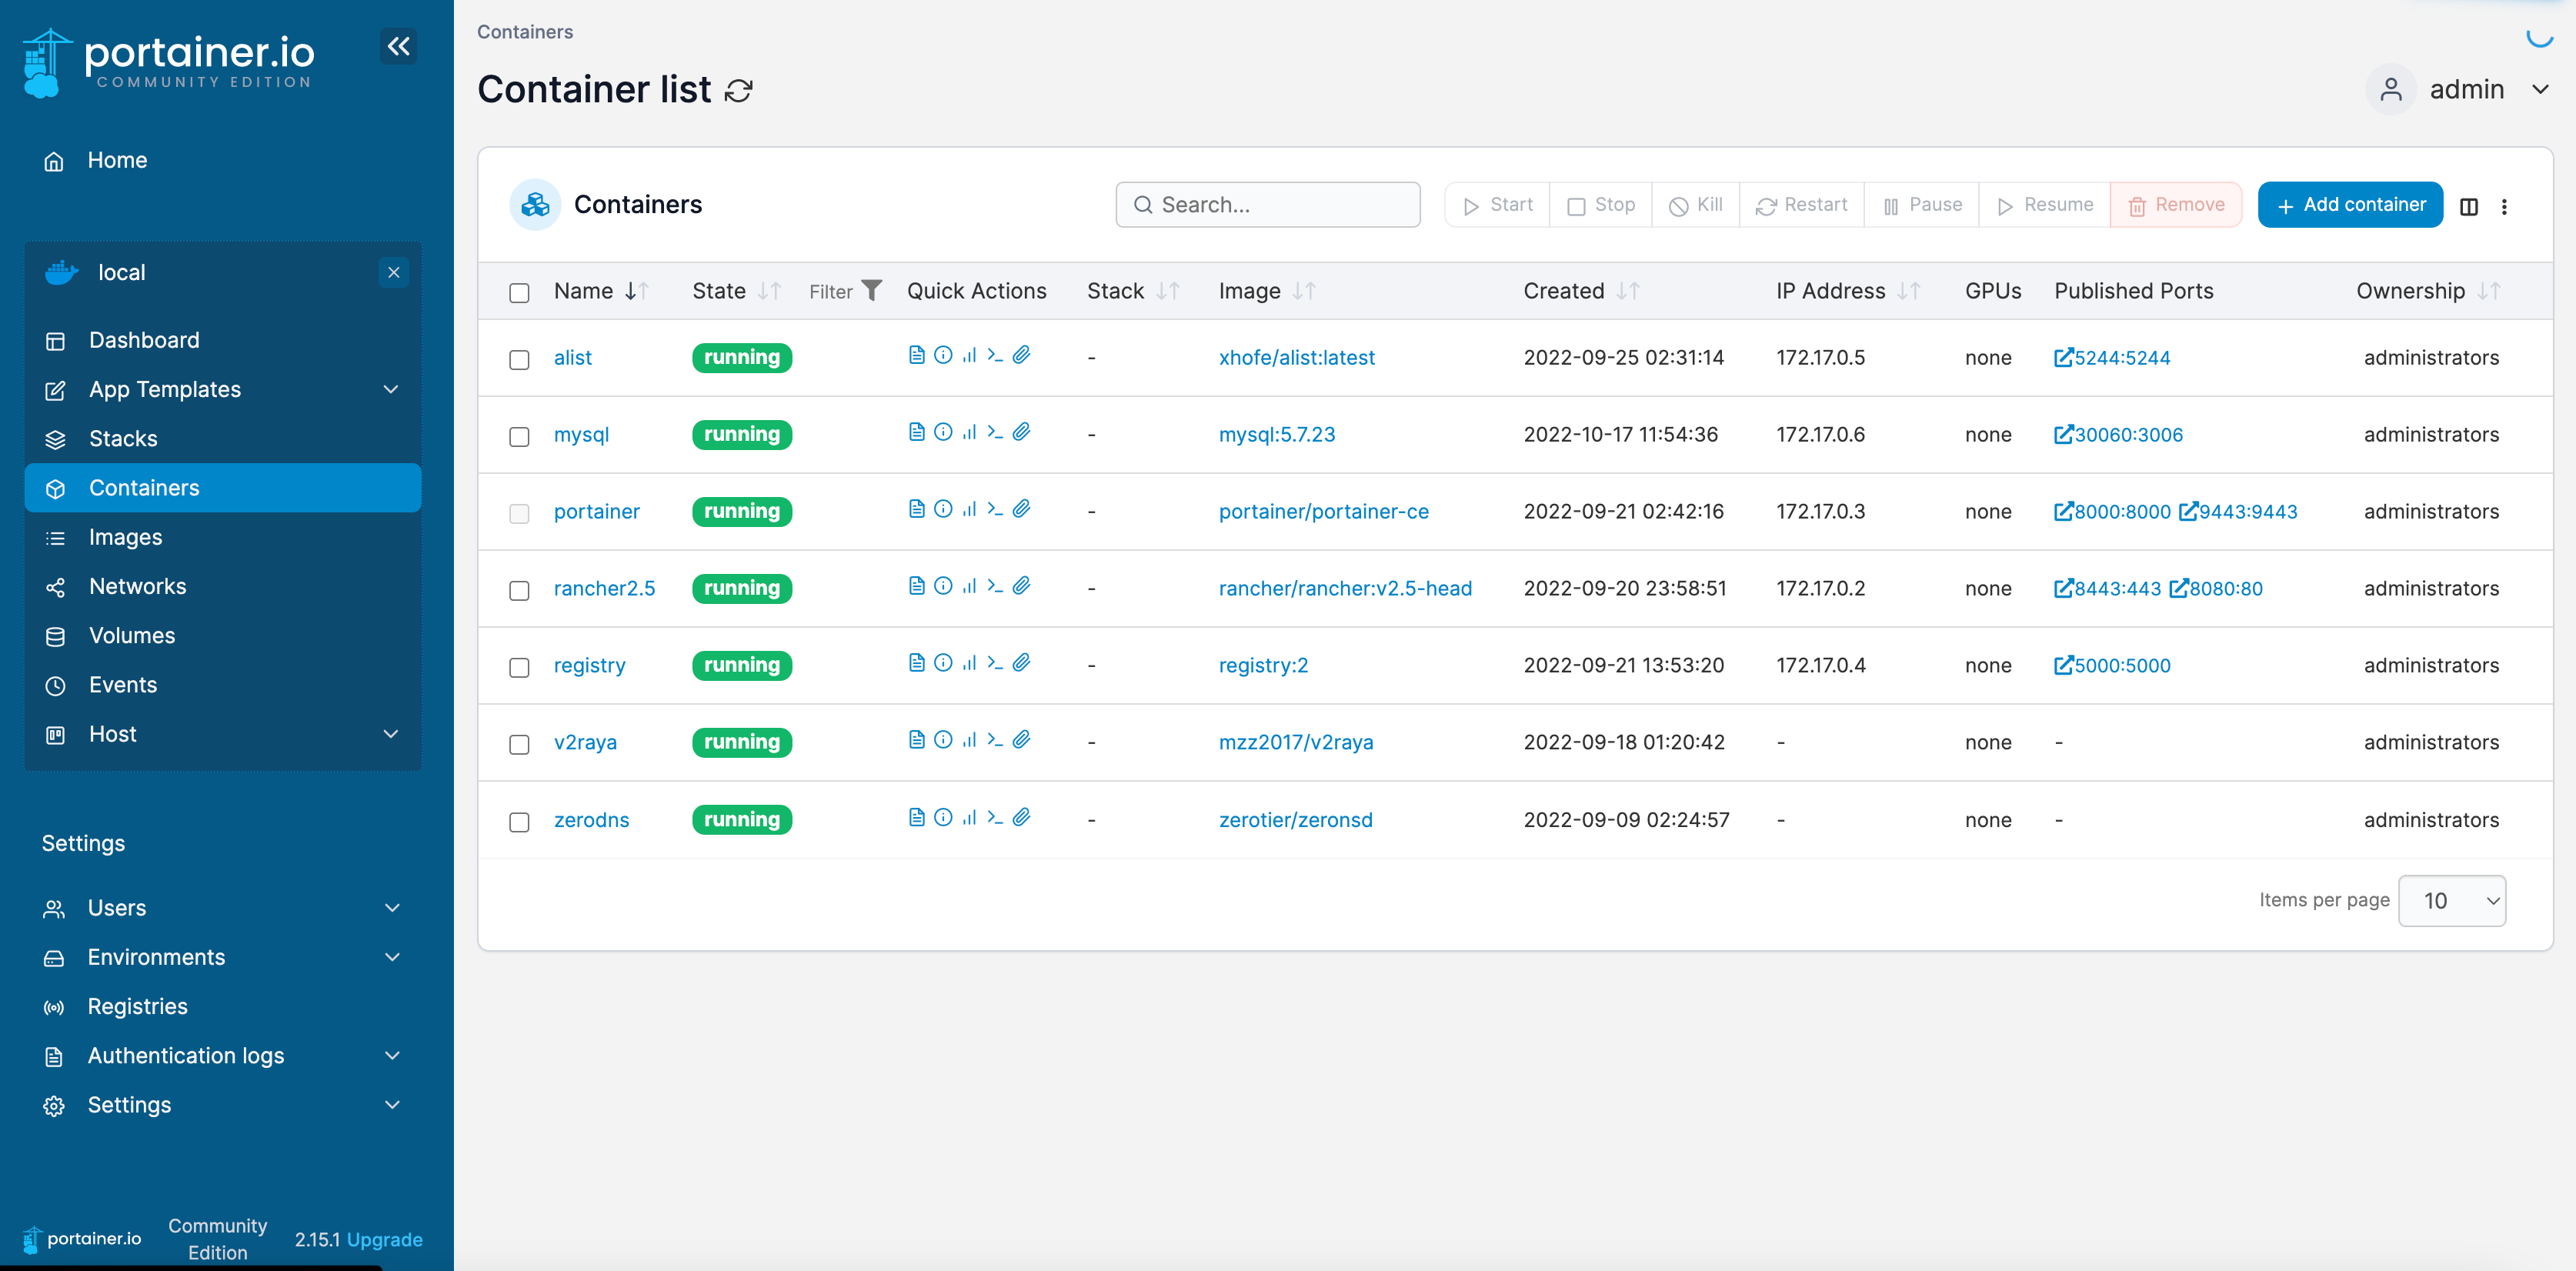 portainer.io
COMMUNITY EDITION
Home
local
Dashboard
App Templates
Stacks
Containers
Images
Networks
Volumes
Events
Host
Settings
Users
Environments
Registries
Authentication logs
Settings
portainer.io Community Edition 2.15.1 Upgrade
Containers
Container list
admin
Containers Search... Start Stop Kill Restart Pause Resume Remove Add container
Name State Filter Quick Actions Stack Image Created IP Address GPUs Published Ports Ownership
alist running - xhofe/alist:latest 2022-09-25 02:31:14 172.17.0.5 none 5244:5244 administrators
mysql running - mysql:5.7.23 2022-10-17 11:54:36 172.17.0.6 none 30060:3006 administrators
portainer running - portainer/portainer-ce 2022-09-21 02:42:16 172.17.0.3 none 8000:8000 9443:9443 administrators
rancher2.5 running - rancher/rancher:v2.5-head 2022-09-20 23:58:51 172.17.0.2 none 8443:443 8080:80 administrators
registry running - registry:2 2022-09-21 13:53:20 172.17.0.4 none 5000:5000 administrators
v2raya running - mzz2017/v2raya 2022-09-18 01:20:42 - none - administrators
zerodns running - zerotier/zeronsd 2022-09-09 02:24:57 - none - administrators
Items per page 10